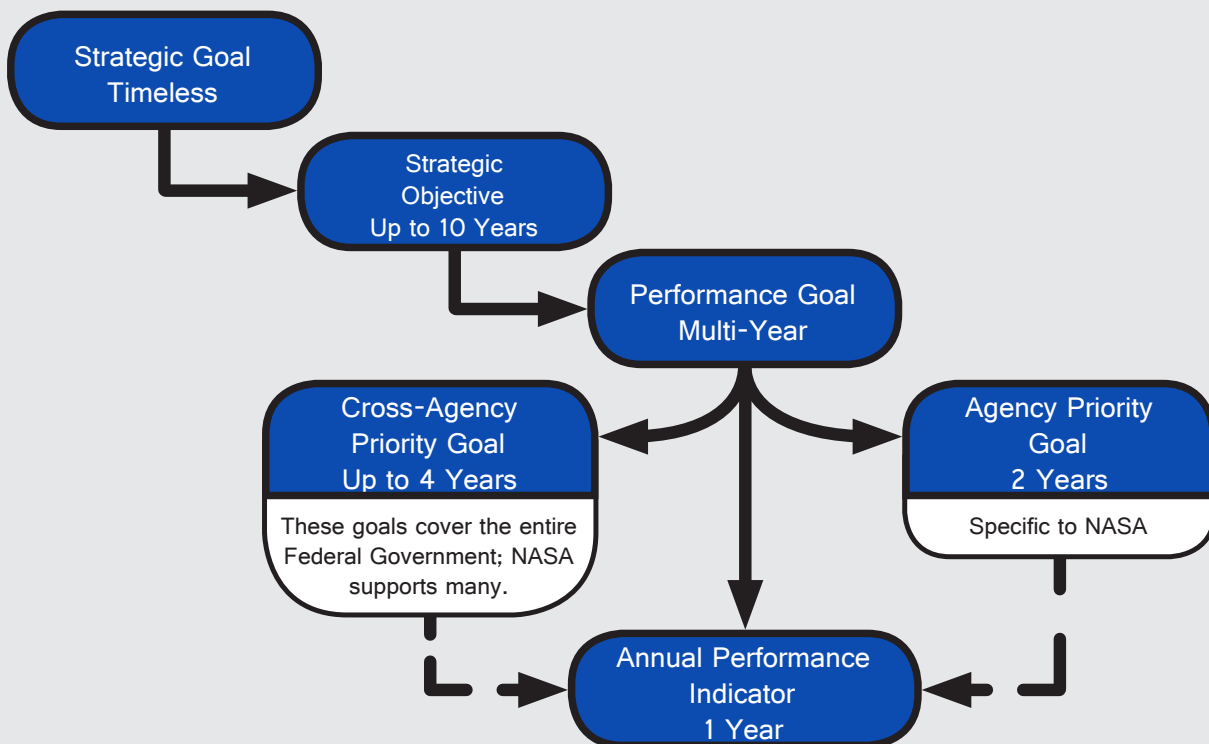 Strategic Goal
Timeless
Strategic
Objective
Up to 10 Years
Performance Goal
Multi-Year
Cross-Agency
Priority Goal
Up to 4 Years
These goals cover the entire
Federal Government; NASA
supports many.
Agency Priority
Goal
2 Years
Specific to NASA
Annual Performance
Indicator
1 Year